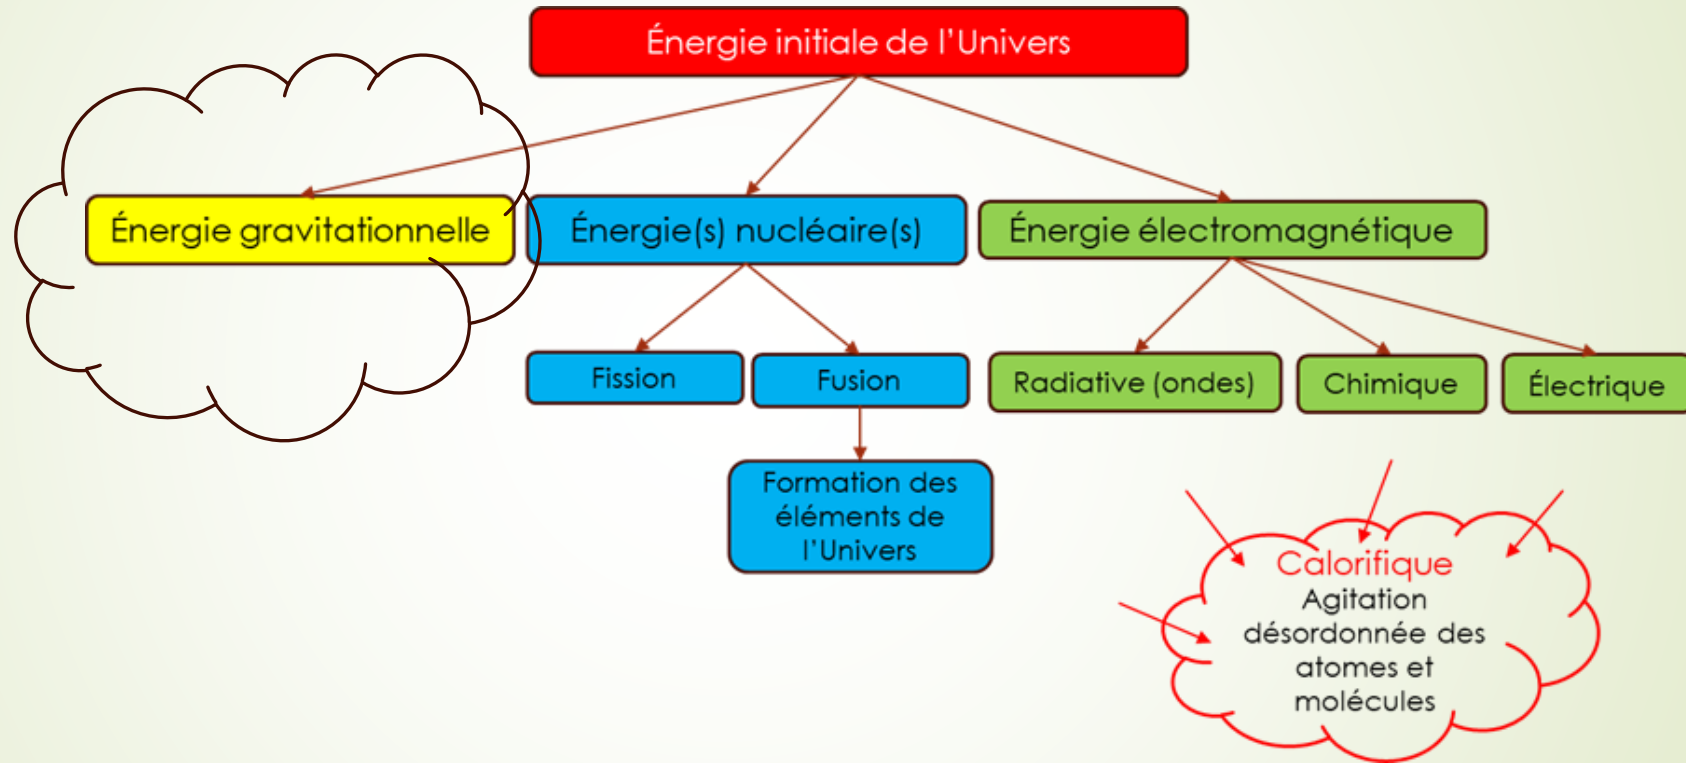 Énergie initiale de l'Univers
Énergie gravitationnelle
Énergie(s) nucléaire(s)
Énergie électromagnétique
Fission
Fusion
Radiative (ondes)
Chimique
Électrique
Formation des
éléments de
l'Univers
Calorifique
Agitation
désordonnée des
atomes et
molécules